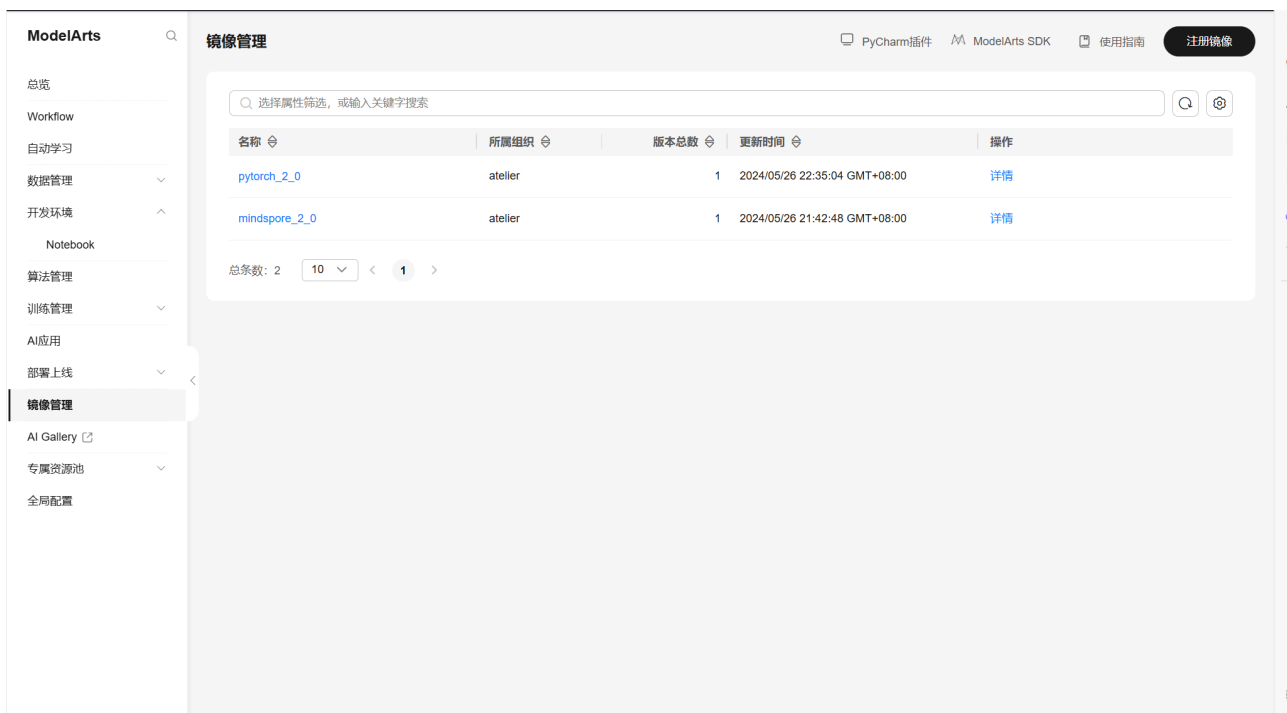 ModelArts
总览
Workflow
自动学习
数据管理
开发环境
Notebook
算法管理
训练管理
AI应用
部署上线
镜像管理
AI Gallery
专属资源池
全局配置
镜像管理
PyCharm插件 ModelArts SDK 使用指南 注册镜像
选择属性筛选，或输入关键字搜索
名称 所属组织 版本总数 更新时间 操作
pytorch_2_0 atelier 1 2024/05/26 22:35:04 GMT+08:00 详情
mindspore_2_0 atelier 1 2024/05/26 21:42:48 GMT+08:00 详情
总条数：2 10 1